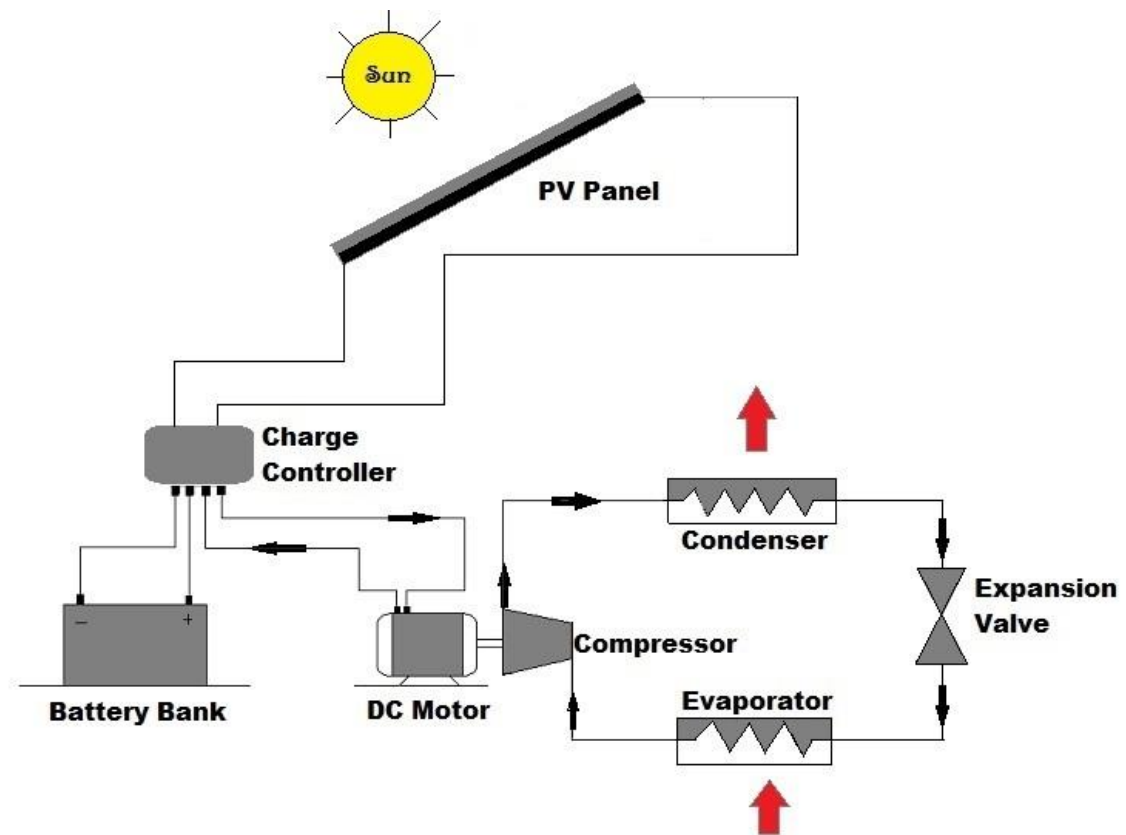 Sun
PV Panel
Charge
Controller
Condenser
Expansion
Valve
Compressor
Evaporator
− +
Battery Bank
DC Motor